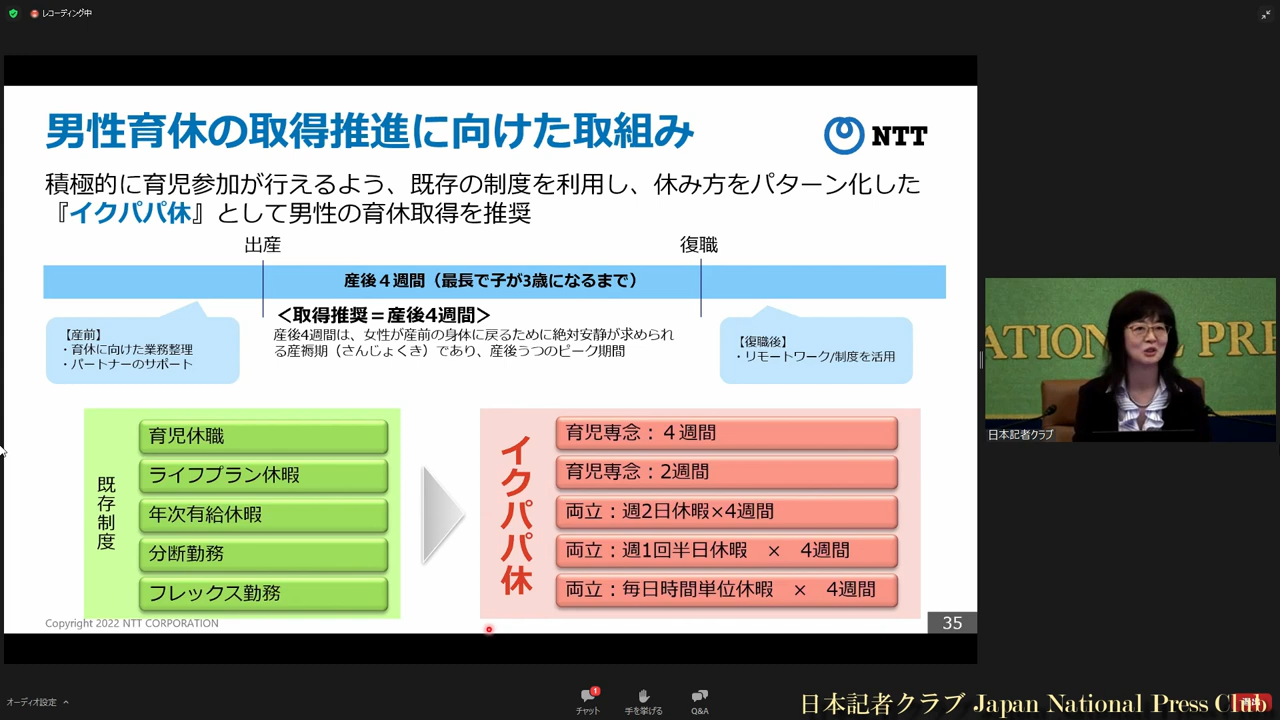 レコーディング中
男性育休の取得推進に向けた取組み
NTT
積極的に育児参加が行えるよう、既存の制度を利用し、休み方をパターン化した
『イクパパ休』として男性の育休取得を推奨
出産
復職
産後４週間（最長で子が3歳になるまで）
＜取得推奨＝産後4週間＞
産後4週間は、女性が産前の身体に戻るために絶対安静が求められ
る産褥期（さんじょくき）であり、産後うつのピーク期間
【産前】
・育休に向けた業務整理
・パートナーのサポート
【復職後】
・リモートワーク/制度を活用
既存制度
育児休職
ライフプラン休暇
年次有給休暇
分断勤務
フレックス勤務
イクパパ休
育児専念：４週間
育児専念：2週間
両立：週2日休暇×4週間
両立：週1回半日休暇　×　4週間
両立：毎日時間単位休暇　×　4週間
Copyright 2022 NTT CORPORATION
35
NATIONAL PRE
日本記者クラブ
オーディオ設定
1
チャット
手を挙げる
Q&A
日本記者クラブ Japan National Press Club